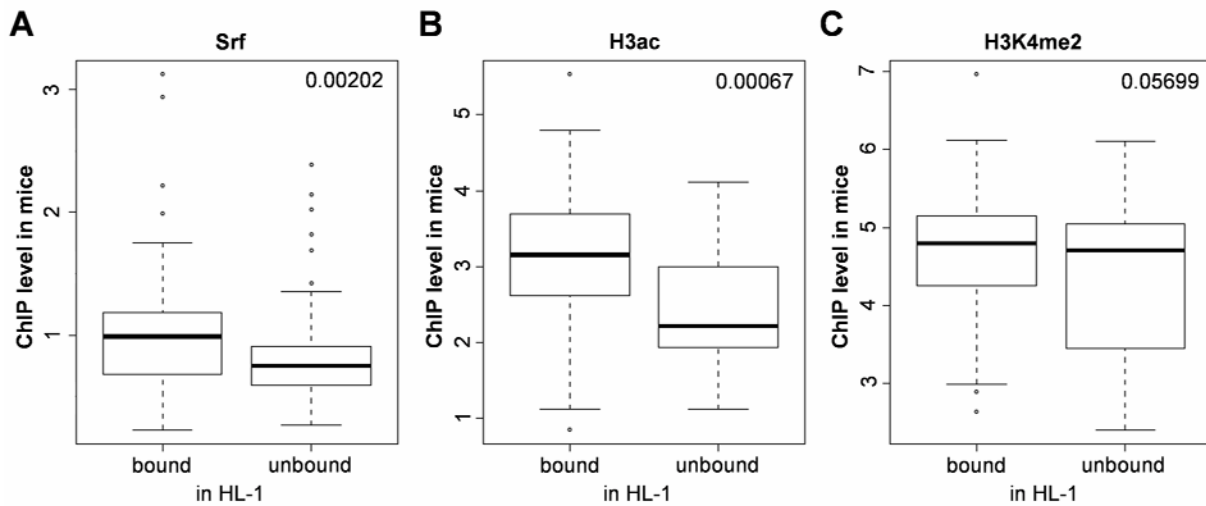 A
Srf
0.00202
3
2
1
ChIP level in mice
bound unbound
in HL-1
B
H3ac
0.00067
5
4
3
2
1
ChIP level in mice
bound unbound
in HL-1
C
H3K4me2
0.05699
7
6
5
4
3
ChIP level in mice
bound unbound
in HL-1